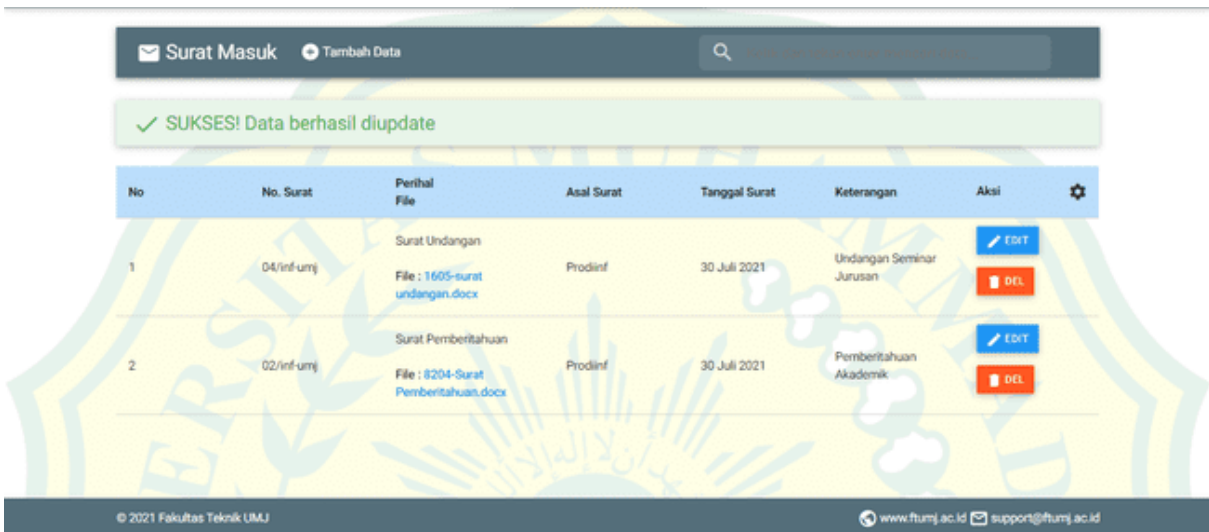 Surat Masuk Tambah Data
SUKSES! Data berhasil diupdate
No No. Surat Perihal Asal Surat Tanggal Surat Keterangan Aksi
File
1 04/inf-umj Surat Undangan Prodiinf 30 Juli 2021 Undangan Seminar EDIT
File : 1605-surat Jurusan DEL
undangan.docx
2 02/inf-umj Surat Pemberitahuan Prodiinf 30 Juli 2021 Pemberitahuan EDIT
File : 8204-Surat Akademik DEL
Pemberitahuan.docx
© 2021 Fakultas Teknik UMJ www.ftumj.ac.id support@ftumj.ac.id